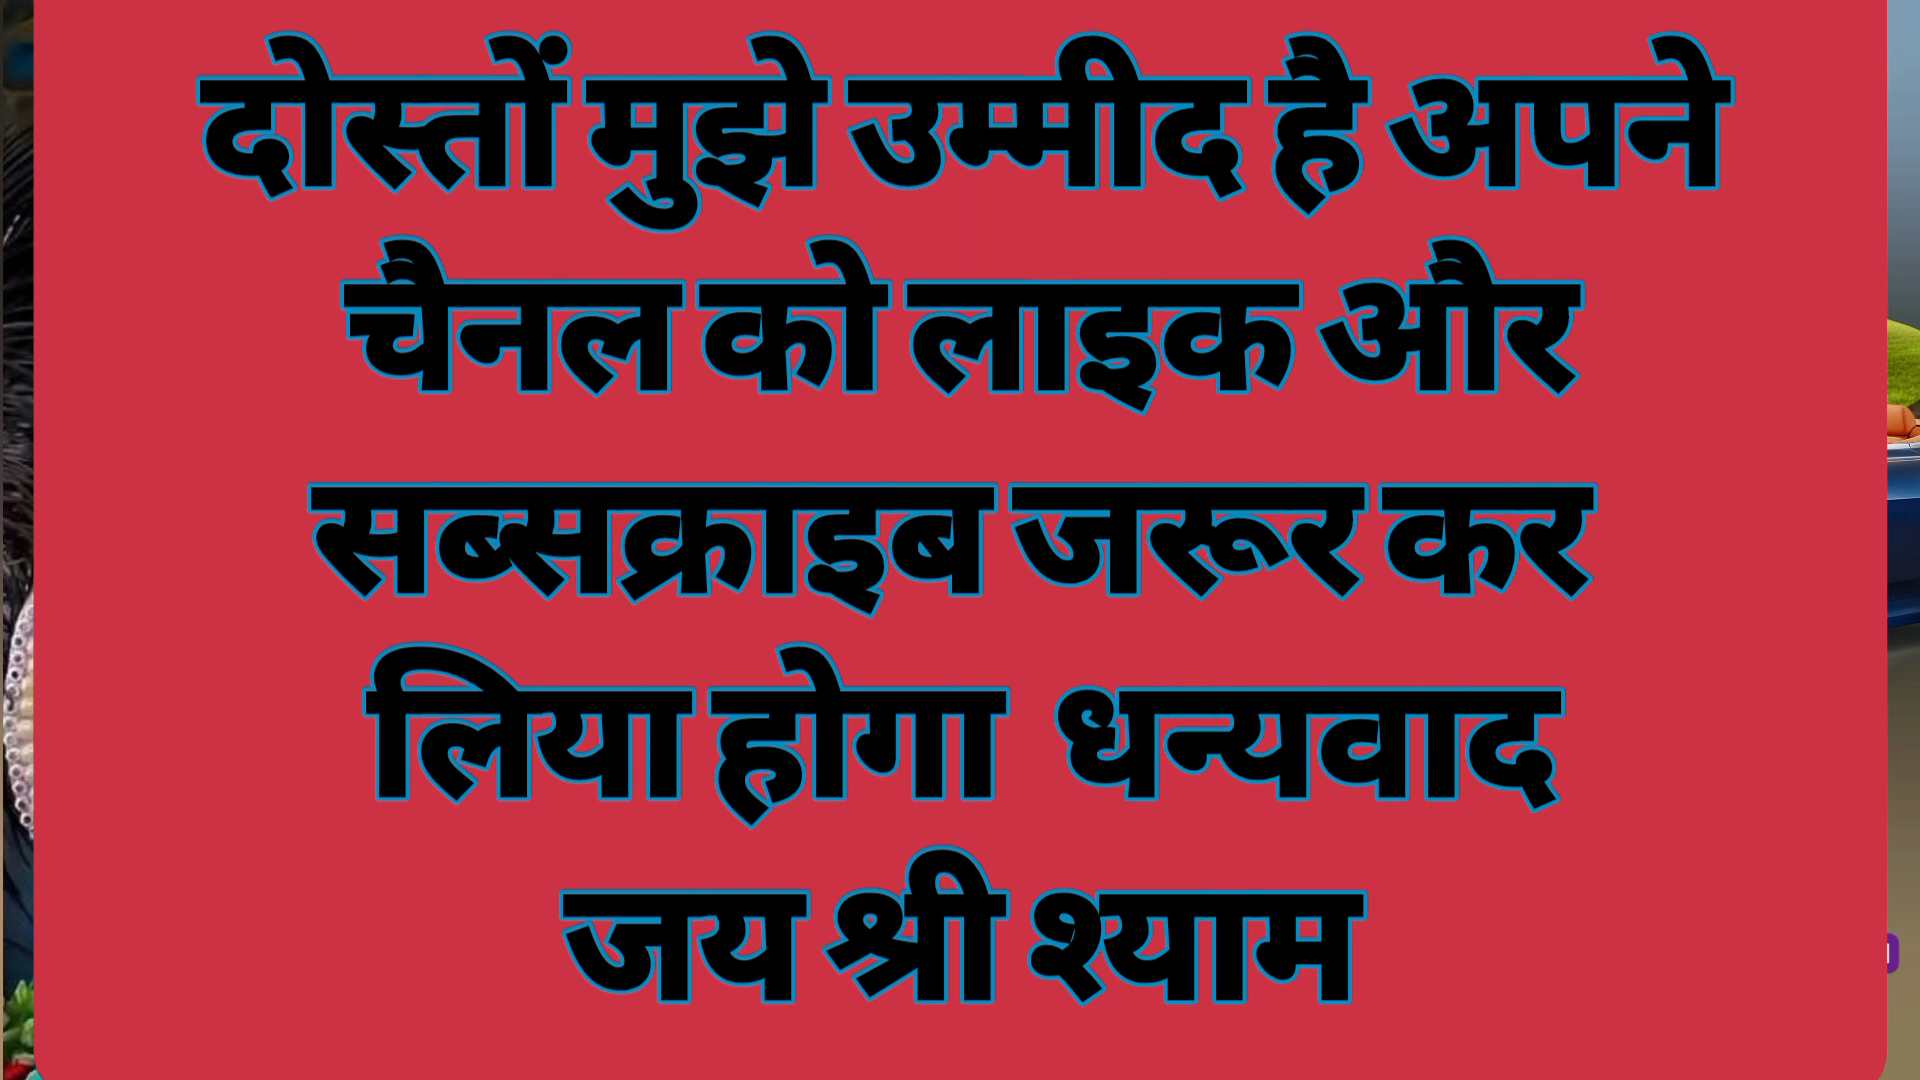 दोस्तों मुझे उम्मीद है अपने
चैनल को लाइक और
सब्सक्राइब जरूर कर
लिया होगा धन्यवाद
जय श्री श्याम